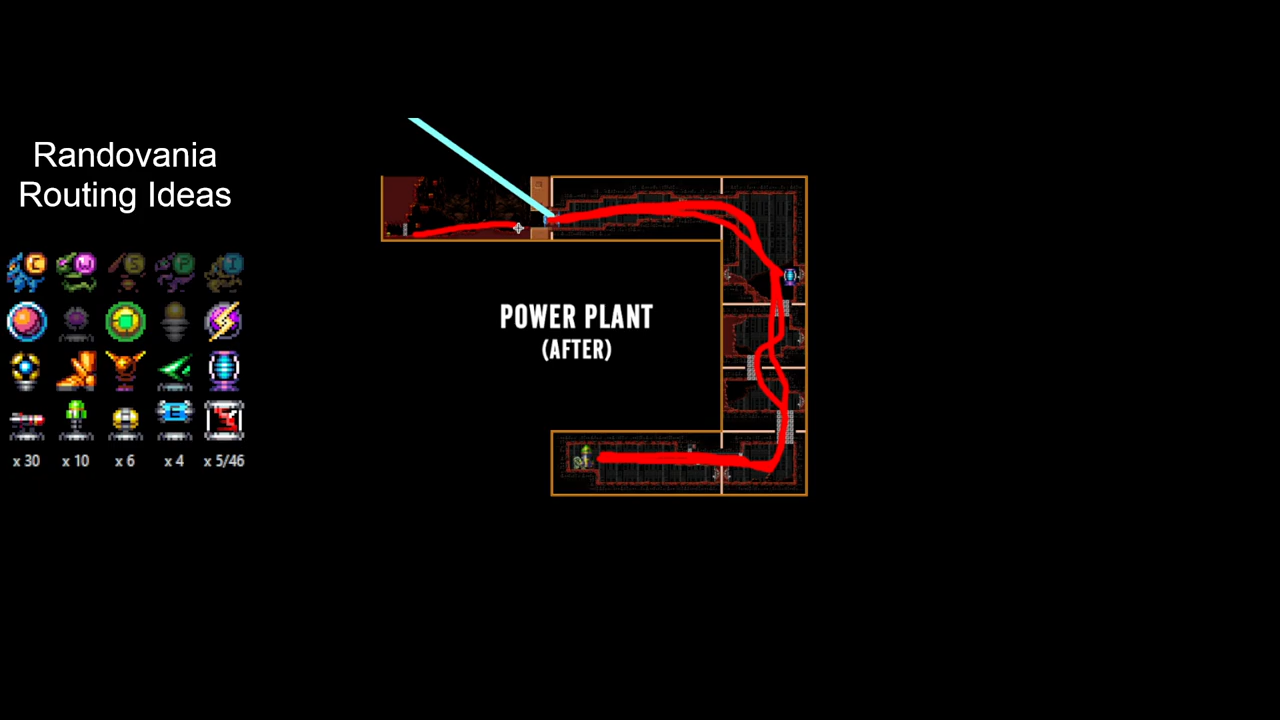 Randovania
Routing Ideas
C W S P I
E
x 30 x 10 x 6 x 4 x 5/46
POWER PLANT
(AFTER)